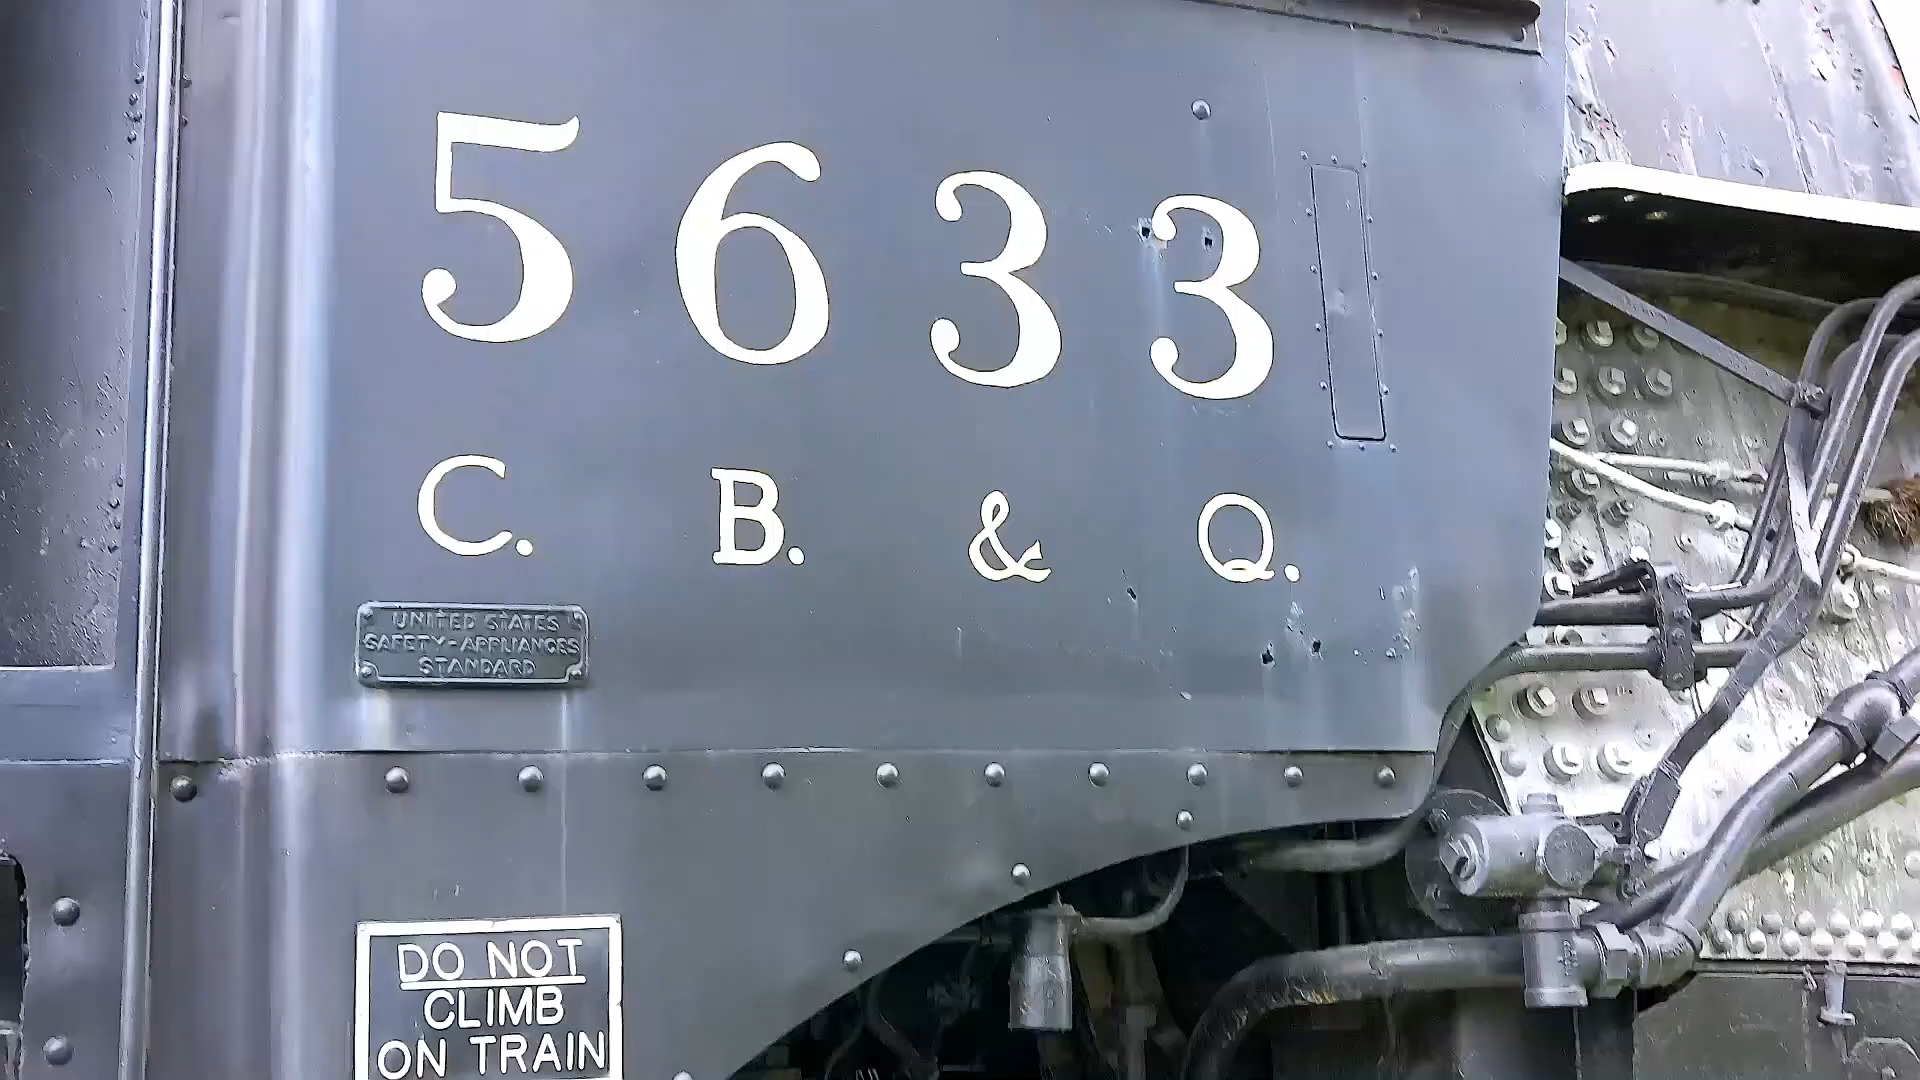 5633
C. B. & Q.
UNITED STATES
SAFETY-APPLIANCES
STANDARD
DO NOT
CLIMB
ON TRAIN